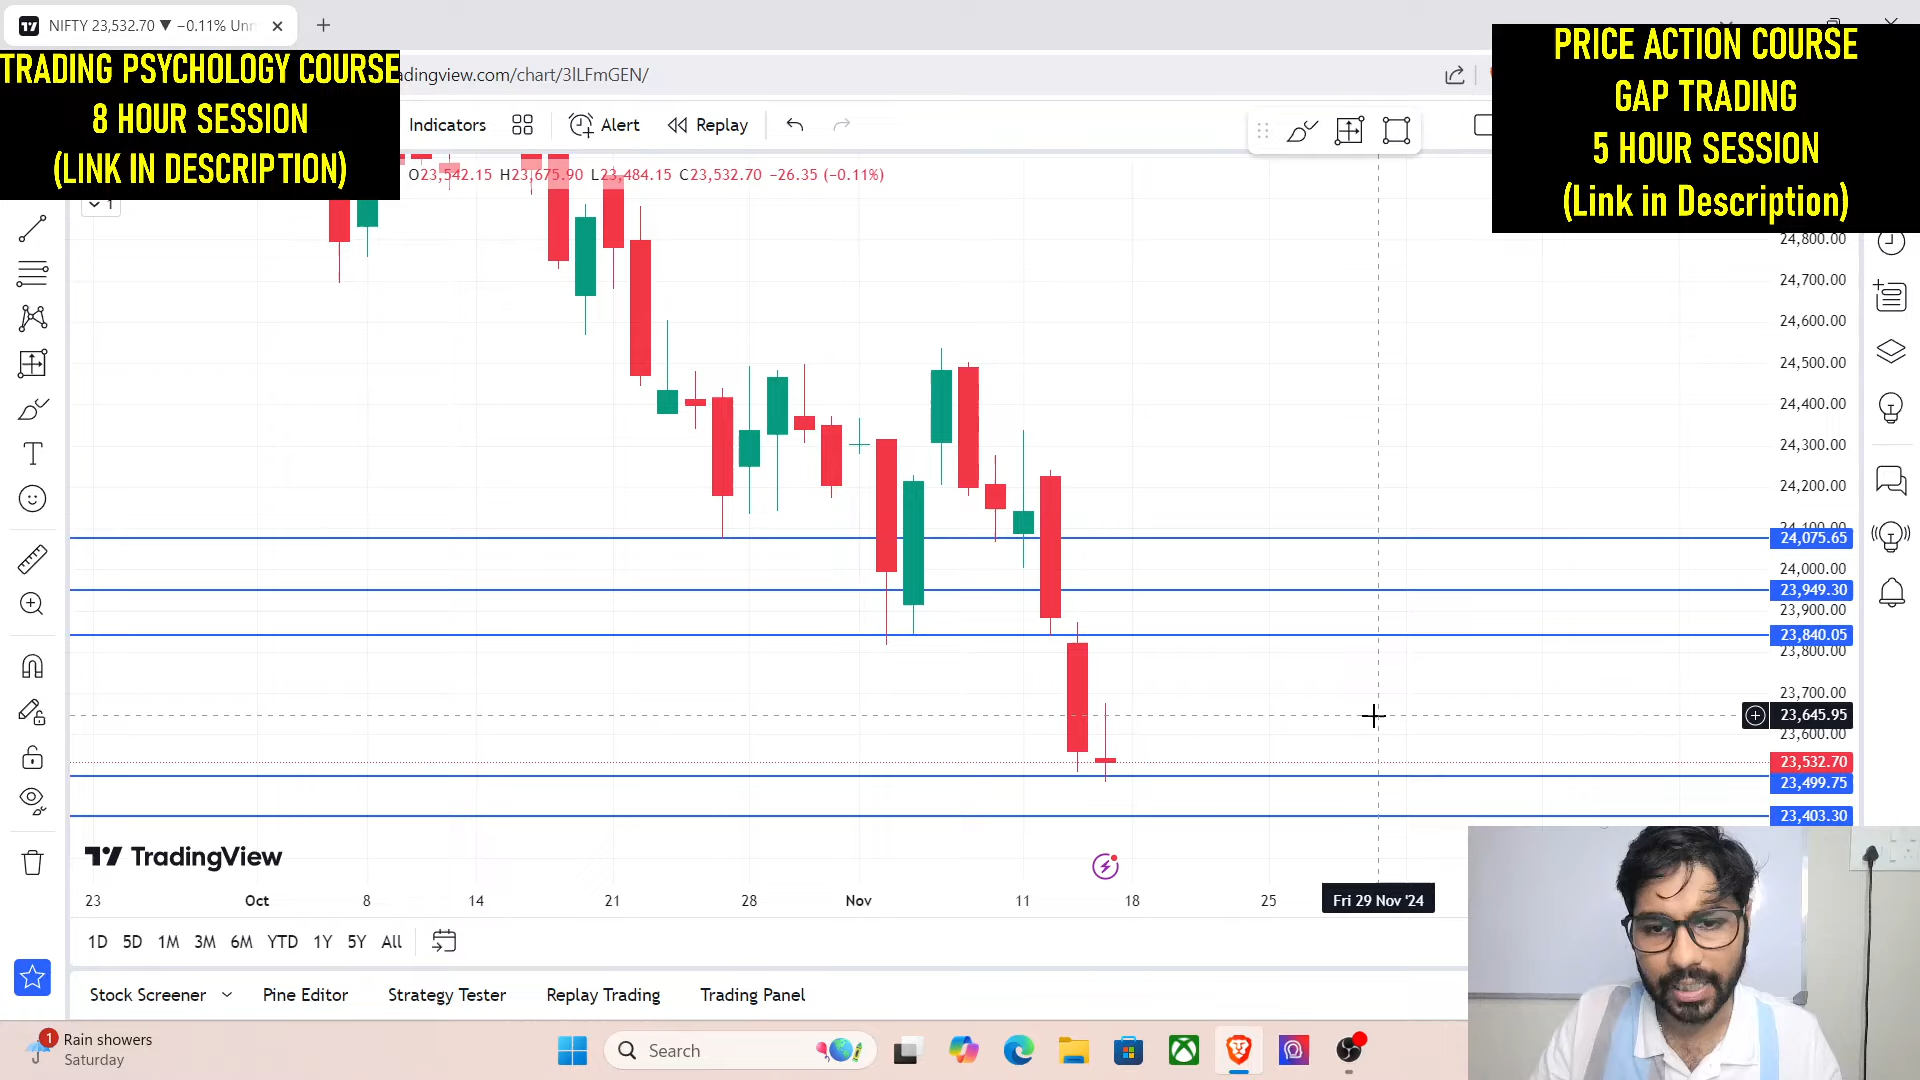 NIFTY 23,532.70 ▼ −0.11% Unn
TRADING PSYCHOLOGY COURSE
8 HOUR SESSION
(LINK IN DESCRIPTION)
PRICE ACTION COURSE
GAP TRADING
5 HOUR SESSION
(Link in Description)
adingview.com/chart/3lLFmGEN/
Indicators
Alert
Replay
O23,542.15 H23,675.90 L23,484.15 C23,532.70 −26.35 (−0.11%)
1
24,800.00
24,700.00
24,600.00
24,500.00
24,400.00
24,300.00
24,200.00
24,100.00
24,075.65
24,000.00
23,949.30
23,900.00
23,840.05
23,800.00
23,700.00
23,645.95
23,600.00
23,532.70
23,499.75
23,403.30
TradingView
23 Oct 8 14 21 28 Nov 11 18 25 Fri 29 Nov '24
1D 5D 1M 3M 6M YTD 1Y 5Y All
Stock Screener Pine Editor Strategy Tester Replay Trading Trading Panel
1
Rain showers
Saturday
Search